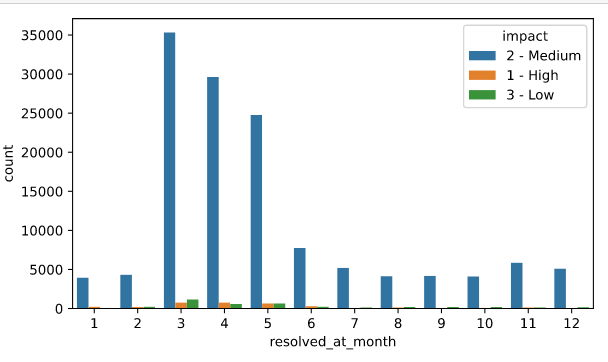 impact
2 - Medium
1 - High
3 - Low
35000
30000
25000
20000
15000
10000
5000
0
count
1 2 3 4 5 6 7 8 9 10 11 12
resolved_at_month